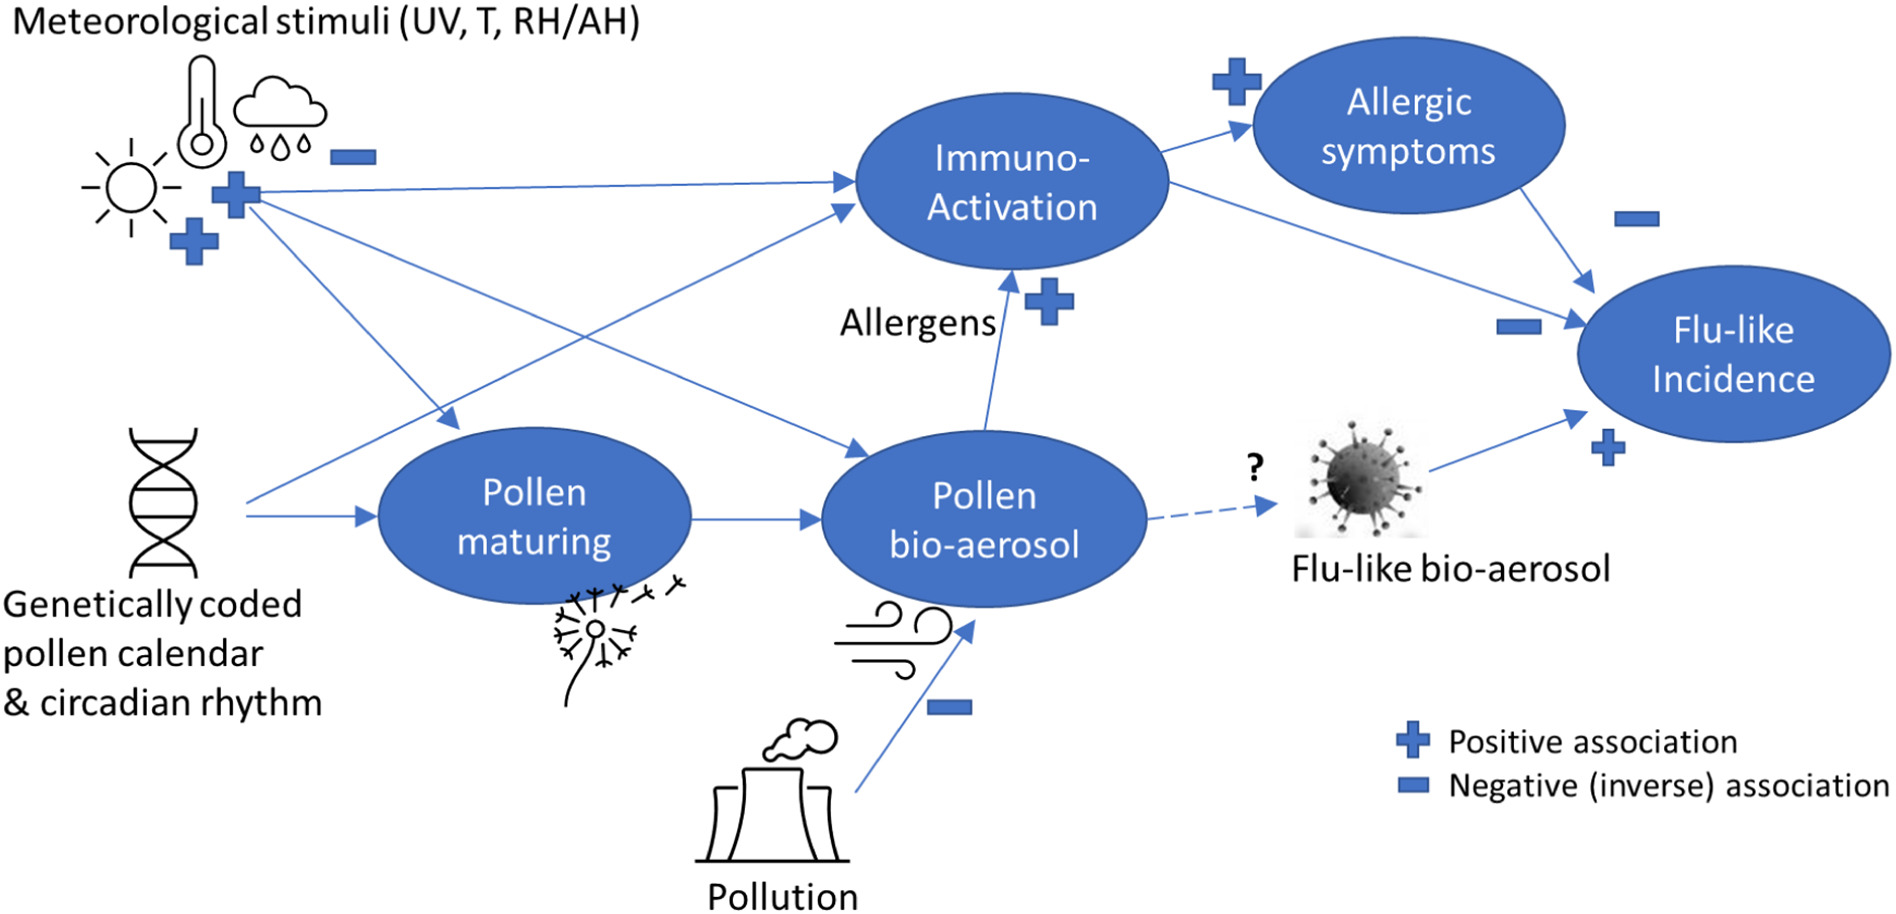 Meteorological stimuli (UV, T, RH/AH)
Allergic
symptoms
Immuno-
Activation
Allergens
Flu-like
Incidence
Pollen
maturing
Pollen
bio-aerosol
?
Flu-like bio-aerosol
Genetically coded
pollen calendar
& circadian rhythm
Pollution
Positive association
Negative (inverse) association